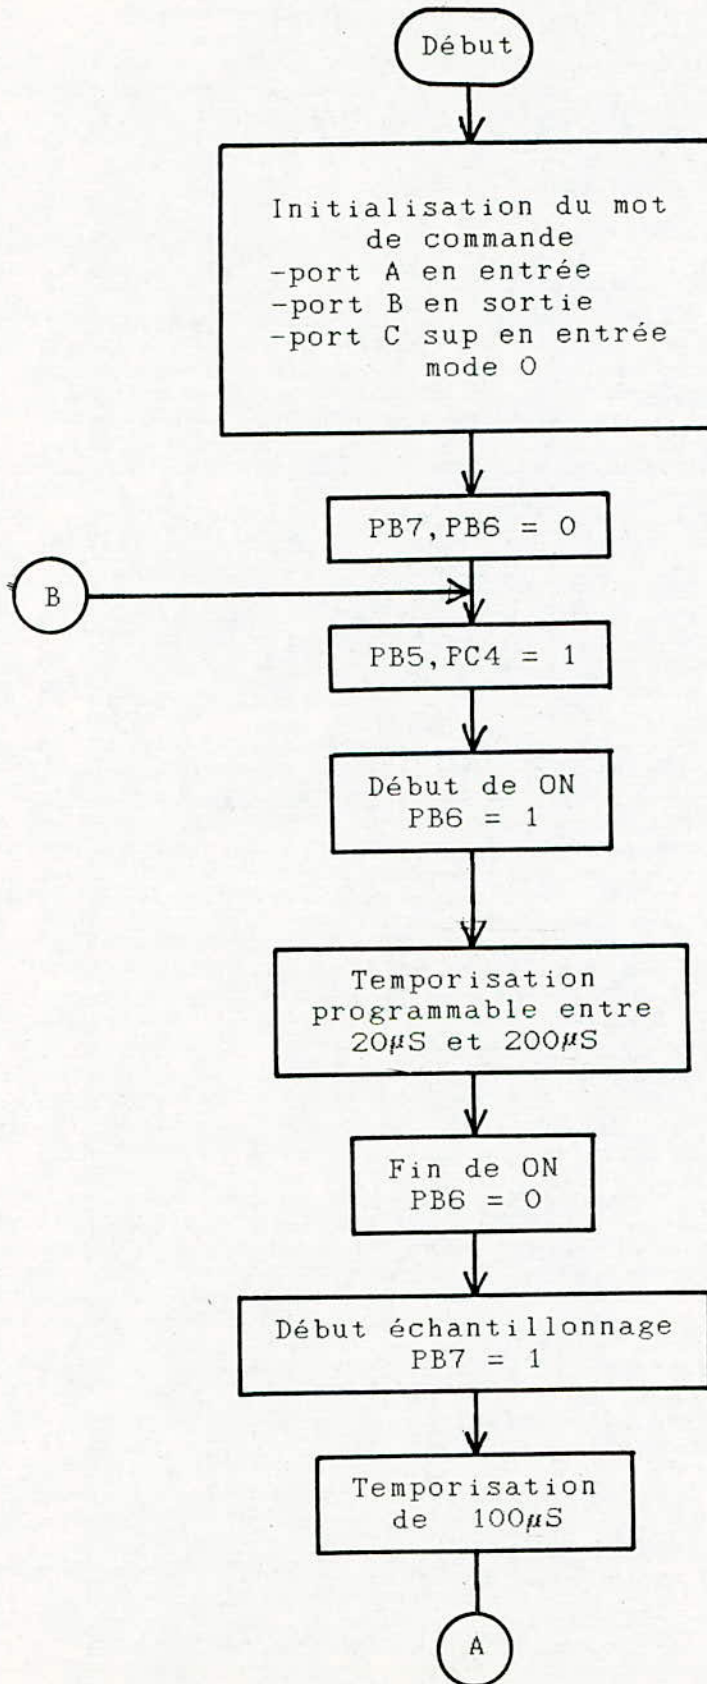 Début
Initialisation du mot
de commande
-port A en entrée
-port B en sortie
-port C sup en entrée
mode 0
PB7,PB6 = 0
B
PB5,PC4 = 1
Début de ON
PB6 = 1
Temporisation
programmable entre
20µS et 200µS
Fin de ON
PB6 = 0
Début échantillonnage
PB7 = 1
Temporisation
de 100µS
A